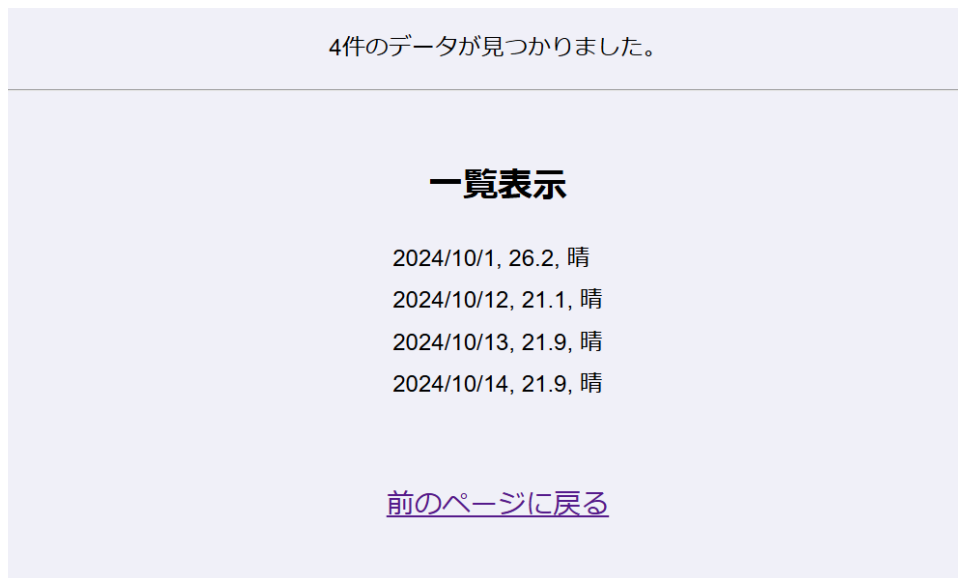 4件のデータが見つかりました。
一覧表示
2024/10/1, 26.2, 晴
2024/10/12, 21.1, 晴
2024/10/13, 21.9, 晴
2024/10/14, 21.9, 晴
前のページに戻る